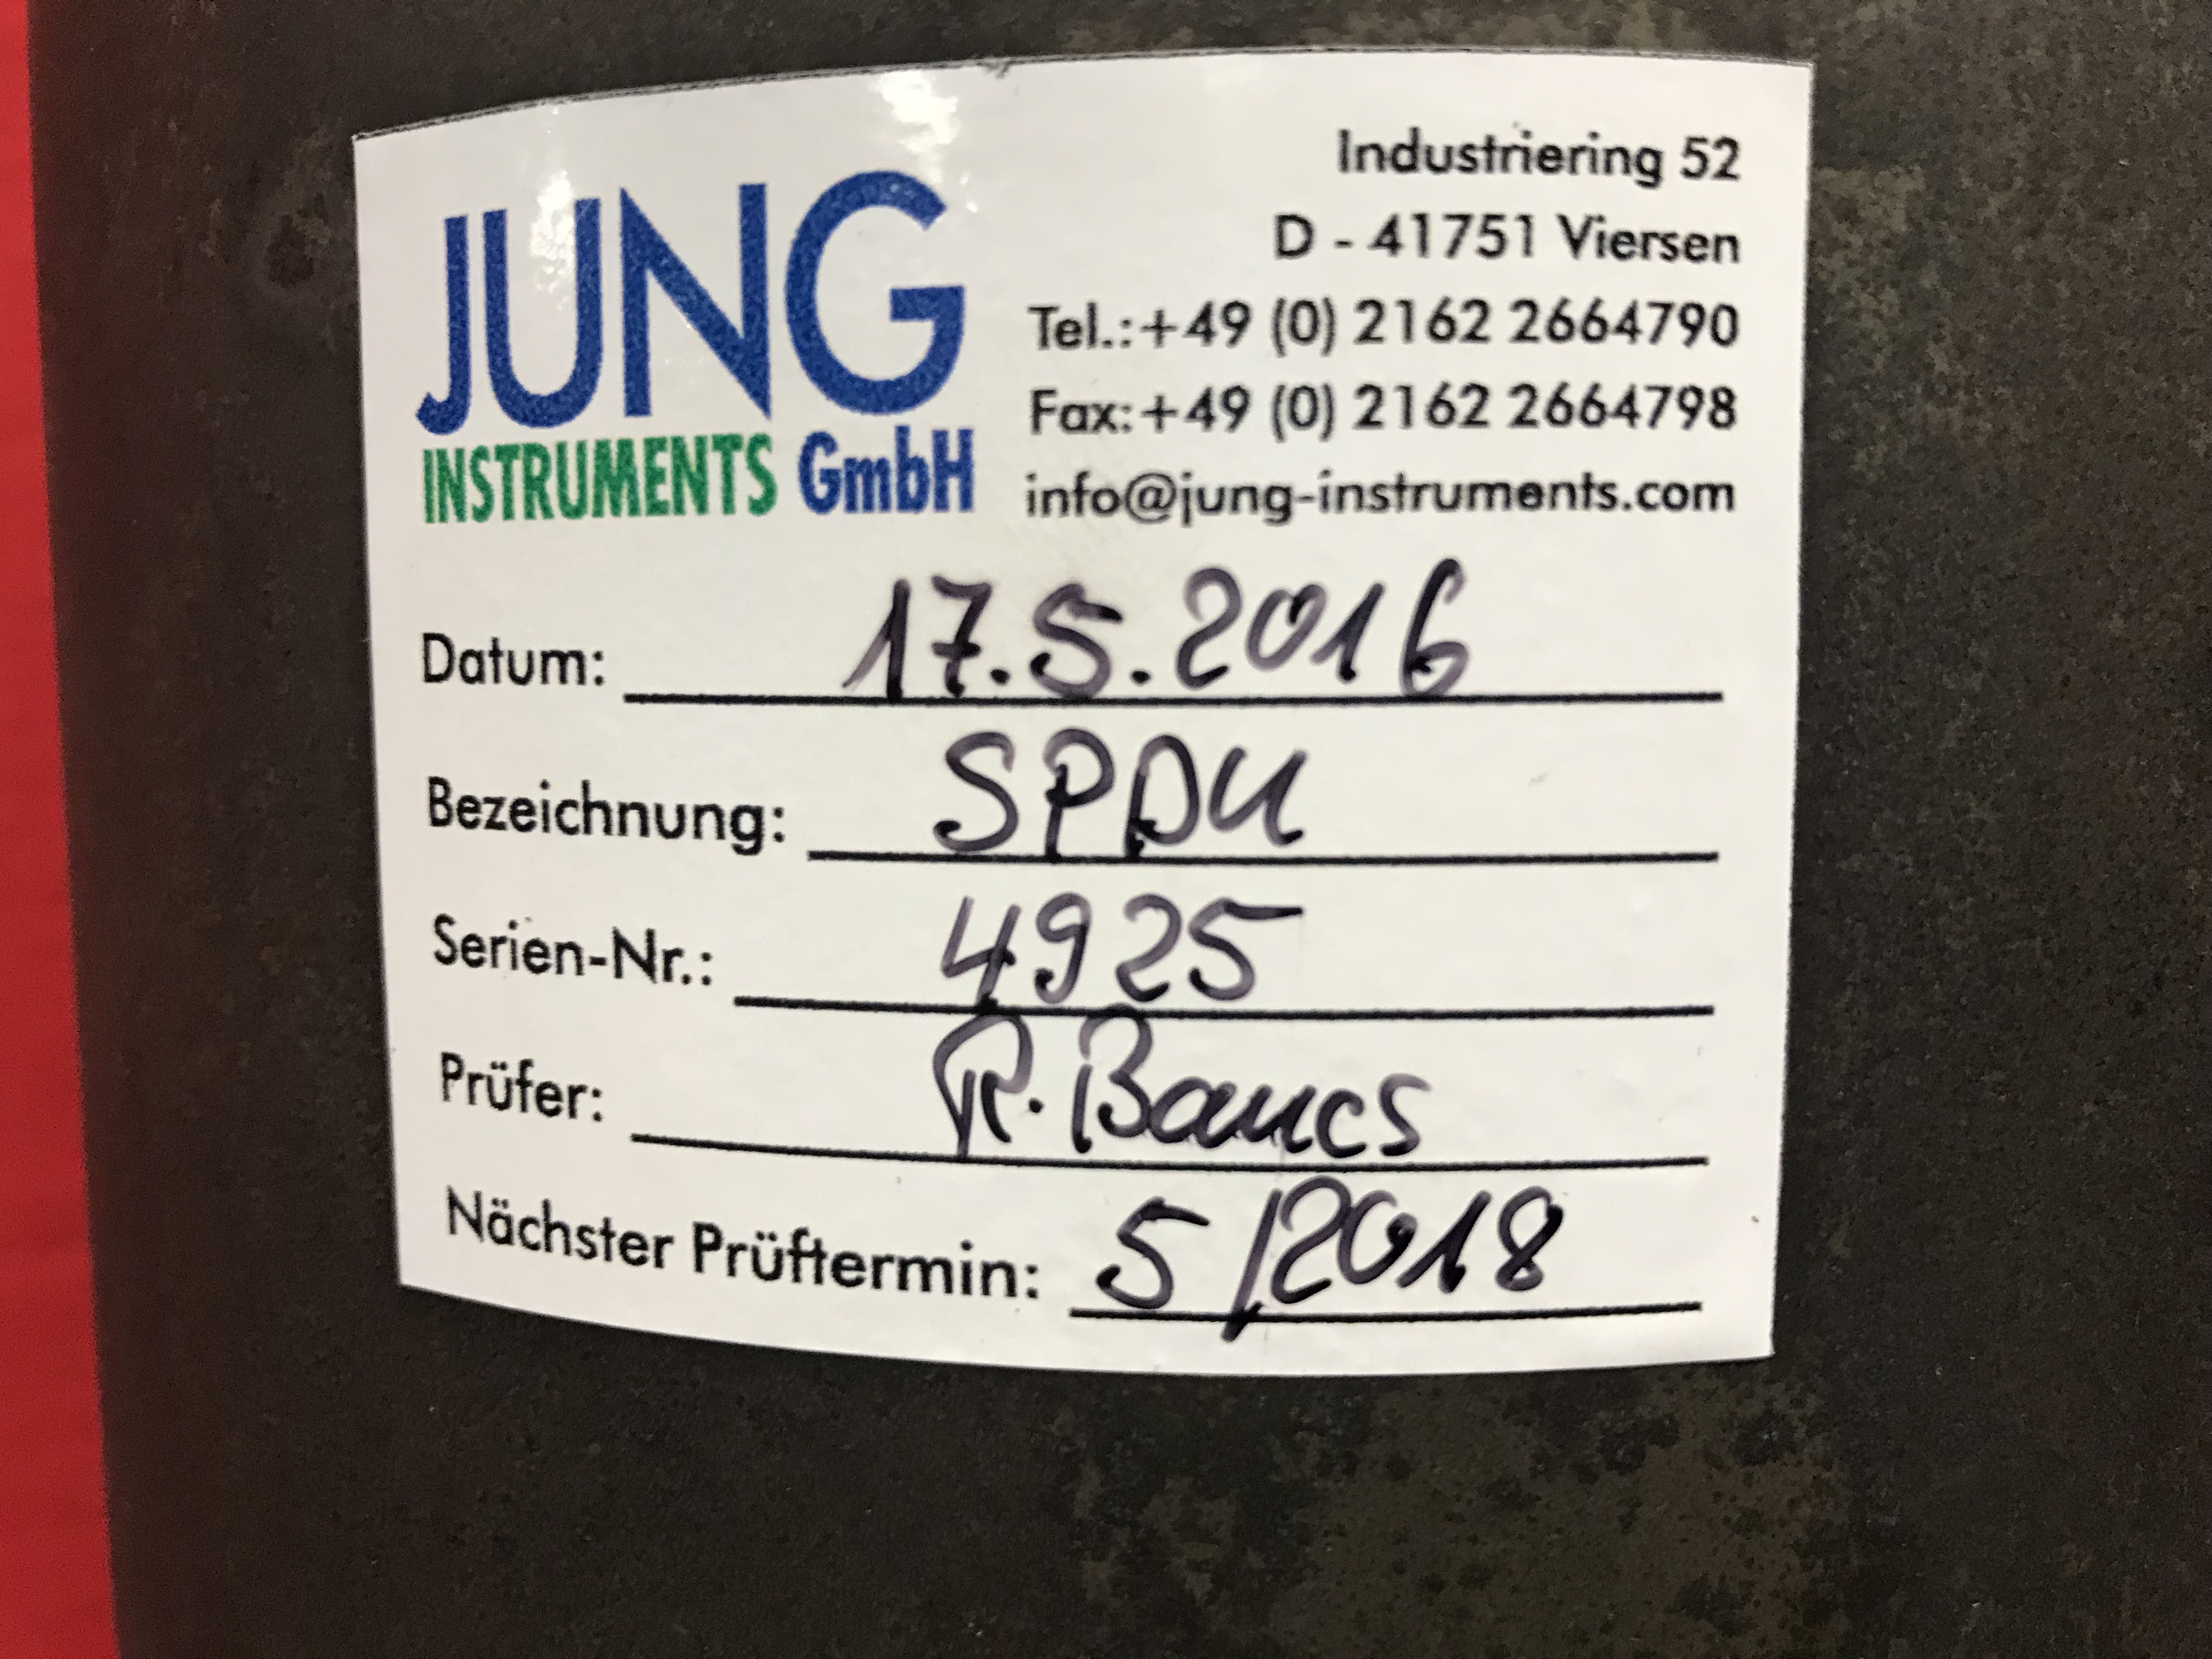 JUNG
INSTRUMENTS GmbH
Industriering 52
D - 41751 Viersen
Tel.:+49 (0) 2162 2664790
Fax:+49 (0) 2162 2664798
info@jung-instruments.com
Datum: 17.5.2016
Bezeichnung: SPDU
Serien-Nr.: 4925
Prüfer: R.
Nächster Prüftermin: 5/2018